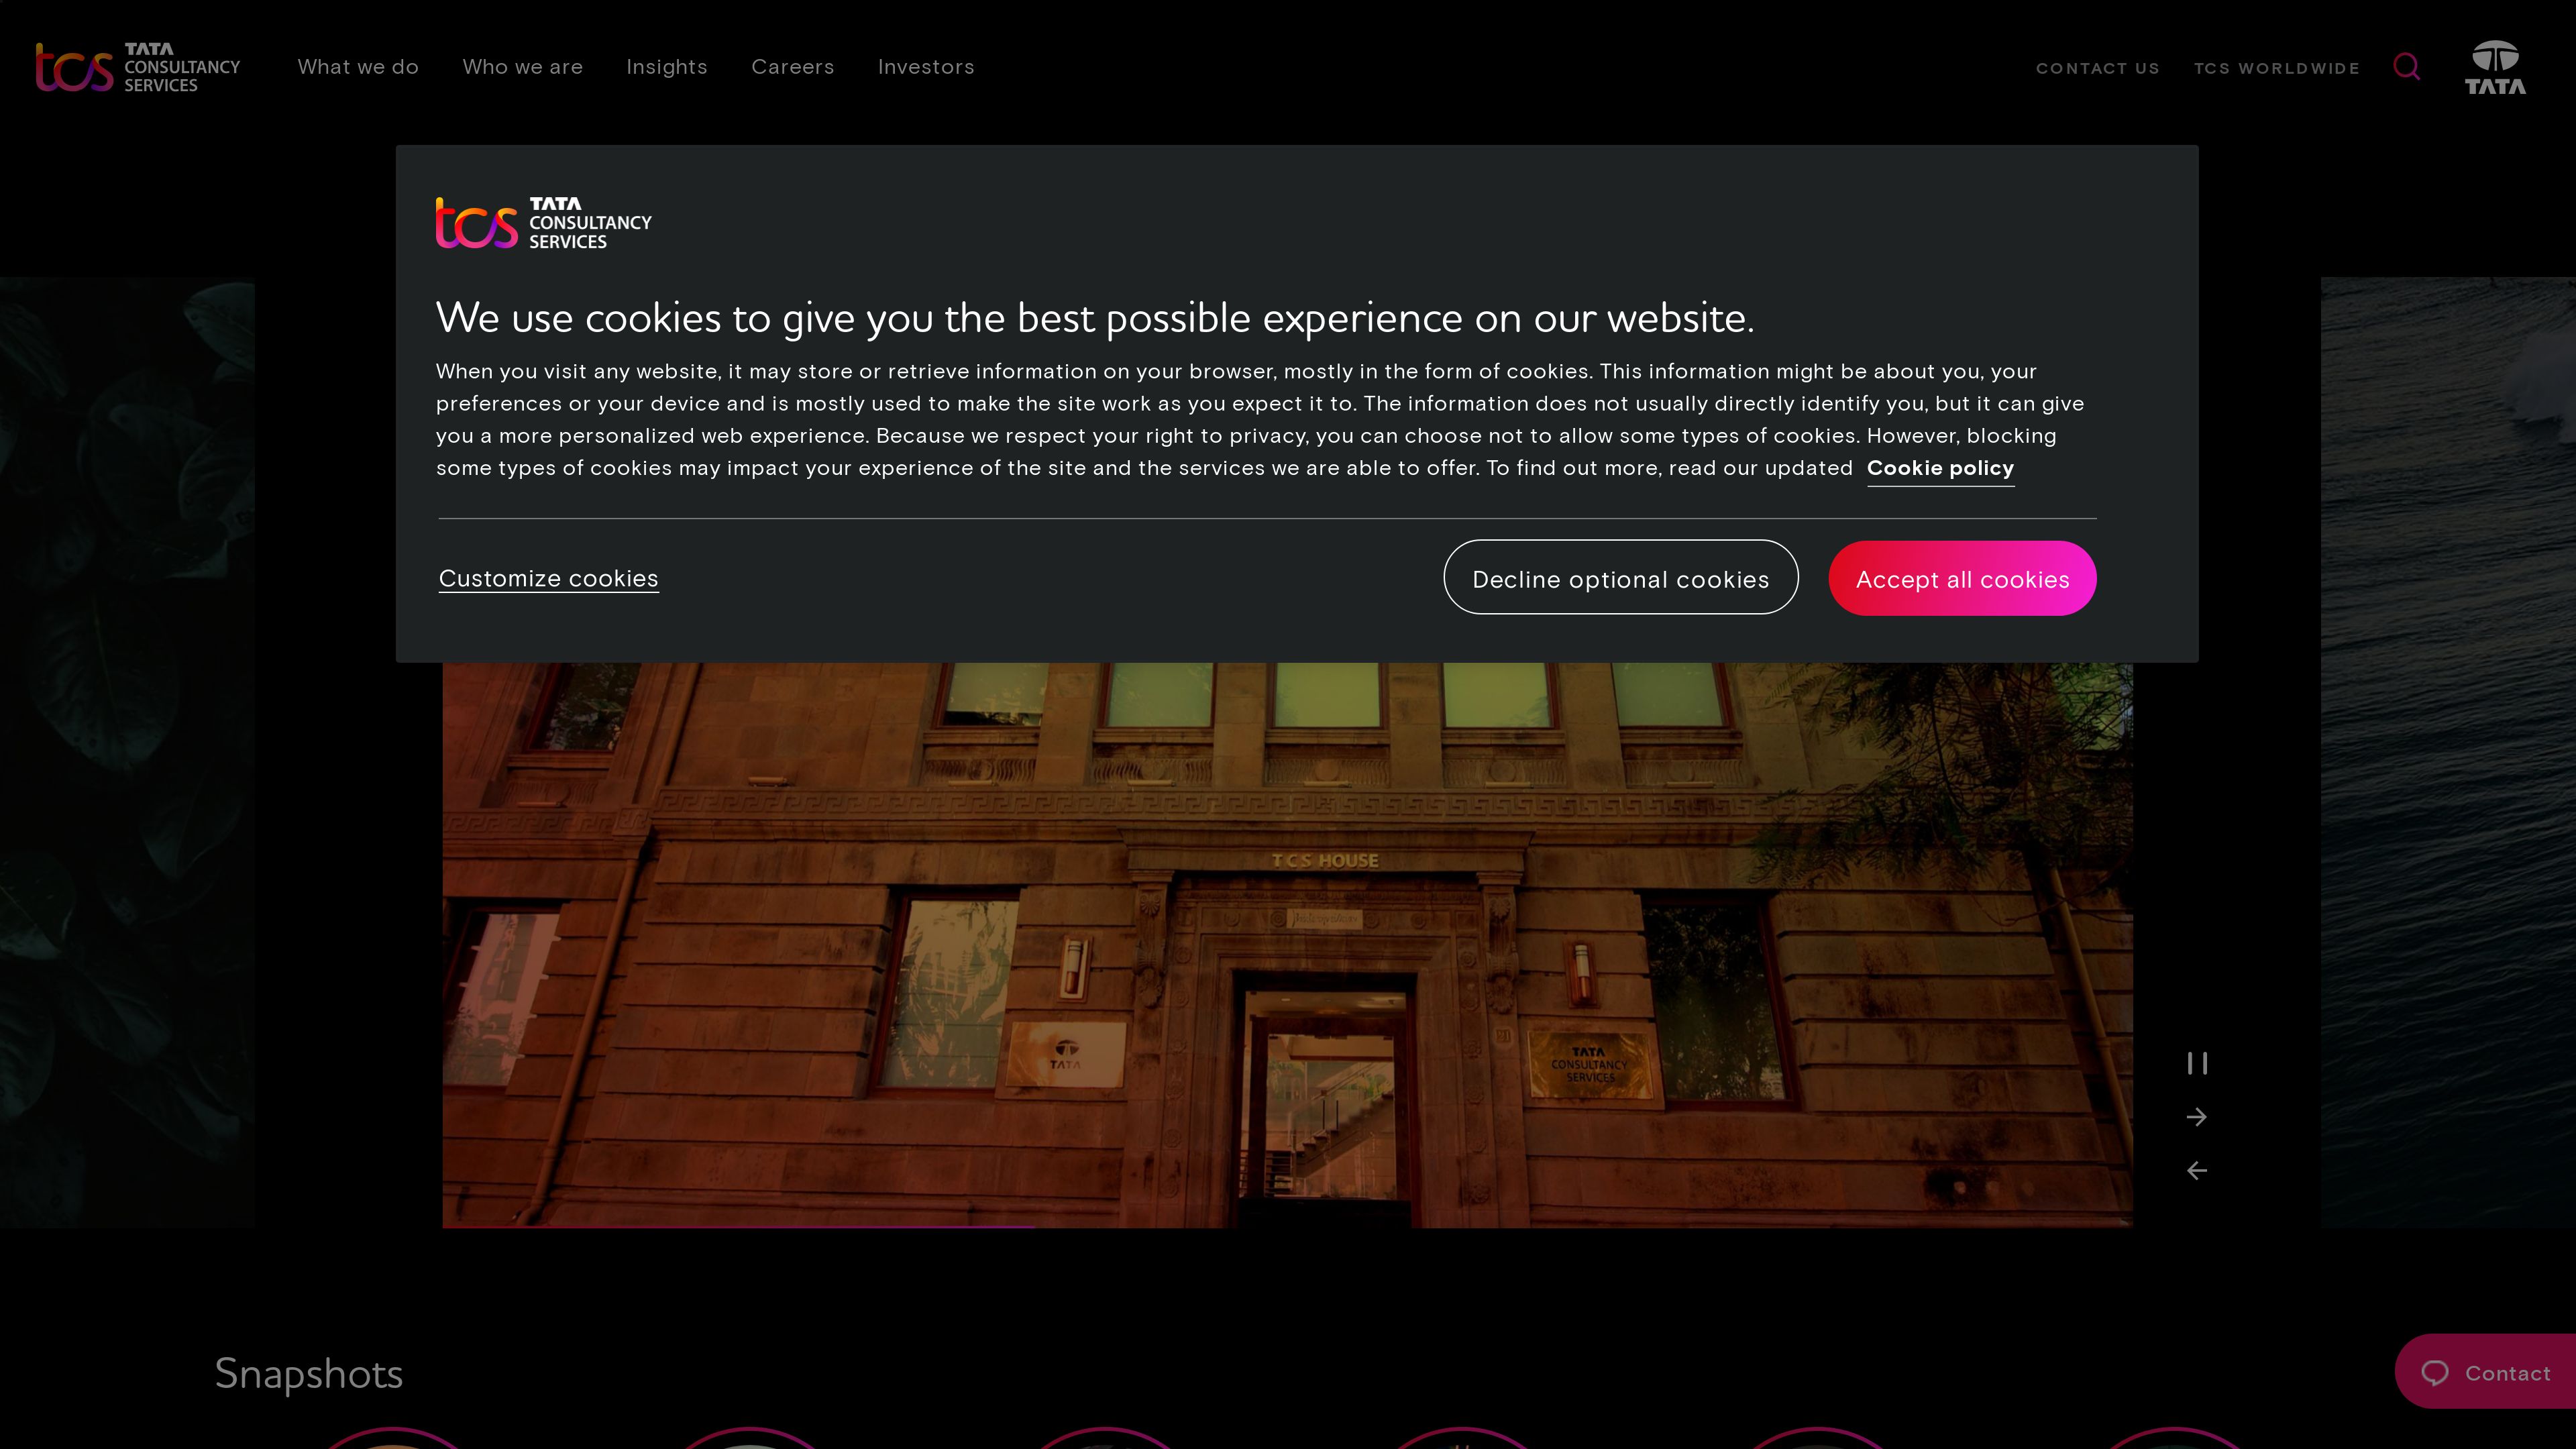 tcs TATA
CONSULTANCY
SERVICES
What we do
Who we are
Insights
Careers
Investors
CONTACT US
TCS WORLDWIDE
TATA
tcs TATA
CONSULTANCY
SERVICES
We use cookies to give you the best possible experience on our website.
When you visit any website, it may store or retrieve information on your browser, mostly in the form of cookies. This information might be about you, your
preferences or your device and is mostly used to make the site work as you expect it to. The information does not usually directly identify you, but it can give
you a more personalized web experience. Because we respect your right to privacy, you can choose not to allow some types of cookies. However, blocking
some types of cookies may impact your experience of the site and the services we are able to offer. To find out more, read our updated Cookie policy
Customize cookies
Decline optional cookies
Accept all cookies
TCS HOUSE
TATA
TATA
CONSULTANCY
SERVICES
Snapshots
Contact